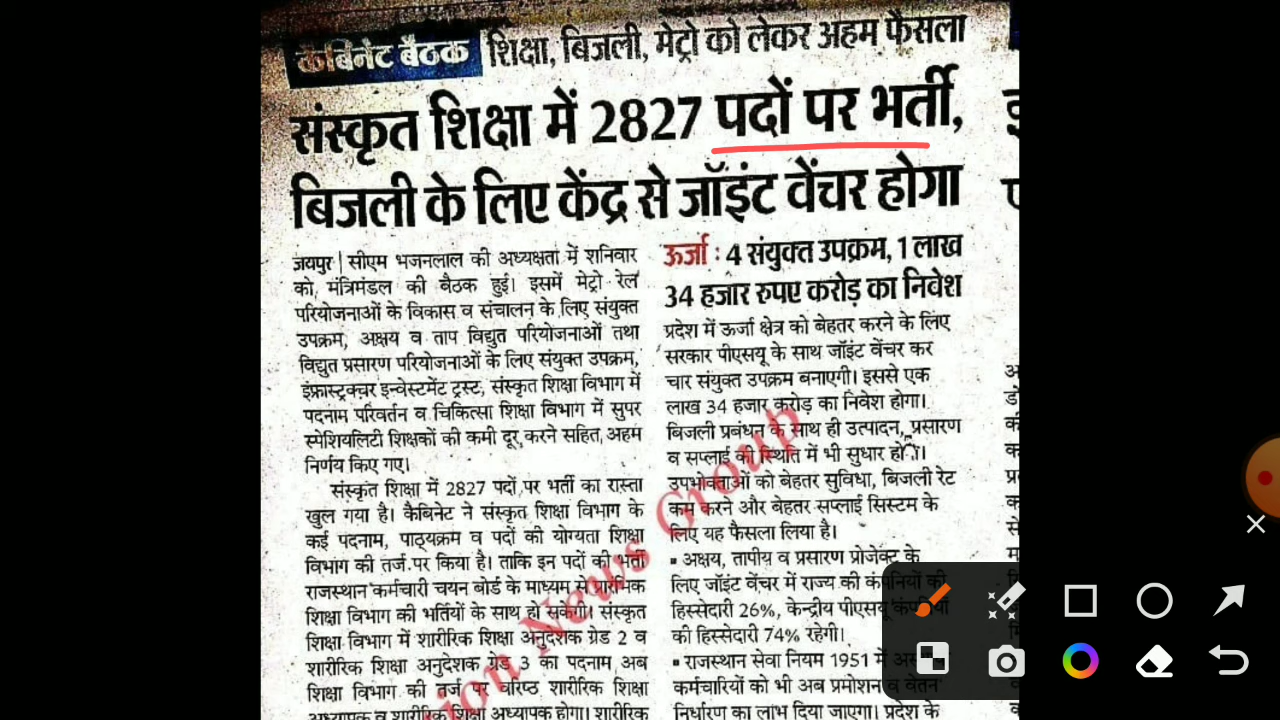 कैबिनेट बैठक शिक्षा, बिजली, मेट्रो को लेकर अहम फैसला
संस्कृत शिक्षा में 2827 पदों पर भर्ती,
बिजली के लिए केंद्र से जॉइंट वेंचर होगा
जयपुर | सीएम भजनलाल की अध्यक्षता में शनिवार
को, मंत्रिमंडल की बैठक हुई। इसमें मेट्रो रेल
परियोजनाओं के विकास व संचालन के लिए संयुक्त
उपक्रम, अक्षय व ताप विद्युत परियोजनाओं तथा
विद्युत प्रसारण परियोजनाओं के लिए संयुक्त उपक्रम,
इंफ्रास्ट्रक्चर इन्वेस्टमेंट ट्रस्ट, संस्कृत शिक्षा विभाग में
पदनाम परिवर्तन व चिकित्सा शिक्षा विभाग में सुपर
स्पेशियलिटी शिक्षकों की कमी दूर करने सहित अहम
निर्णय किए गए।
संस्कृत शिक्षा में 2827 पदों पर भर्ती का रास्ता
खुल गया है। कैबिनेट ने संस्कृत शिक्षा विभाग के
कई पदनाम, पाठ्यक्रम व पदों की योग्यता शिक्षा
विभाग की तर्ज पर किया है। ताकि इन पदों की भर्ती
राजस्थान कर्मचारी चयन बोर्ड के माध्यम से प्रारंभिक
शिक्षा विभाग की भर्तियों के साथ हो सकेगी। संस्कृत
शिक्षा विभाग में शारीरिक शिक्षा अनुदेशक ग्रेड 2 व
शारीरिक शिक्षा अनुदेशक ग्रेड 3 का पदनाम अब
शिक्षा विभाग की तर्ज पर वरिष्ठ शारीरिक शिक्षा
अध्यापक व शारीरिक शिक्षा अध्यापक होगा। शारीरिक
ऊर्जा : 4 संयुक्त उपक्रम, 1 लाख
34 हजार रुपए करोड़ का निवेश
प्रदेश में ऊर्जा क्षेत्र को बेहतर करने के लिए
सरकार पीएसयू के साथ जॉइंट वेंचर कर
चार संयुक्त उपक्रम बनाएगी। इससे एक
लाख 34 हजार करोड़ का निवेश होगा।
बिजली प्रबंधन के साथ ही उत्पादन, प्रसारण
व सप्लाई की स्थिति में भी सुधार
उपभोक्ताओं को बेहतर सुविधा, बिजली रेट
कम करने और बेहतर सप्लाई सिस्टम के
लिए यह फैसला लिया है।
▪ अक्षय, तापीय व प्रसारण प्रोजेक्ट के
लिए जॉइंट वेंचर में राज्य की कंपनियों की
हिस्सेदारी 26%, केन्द्रीय पीएसयू कंपनियों
की हिस्सेदारी 74% रहेगी।
▪ राजस्थान सेवा नियम 1951 में
कर्मचारियों को भी अब प्रमोशन व वेतन
निर्धारण का लाभ दिया जाएगा। प्रदेश के
ion News Group